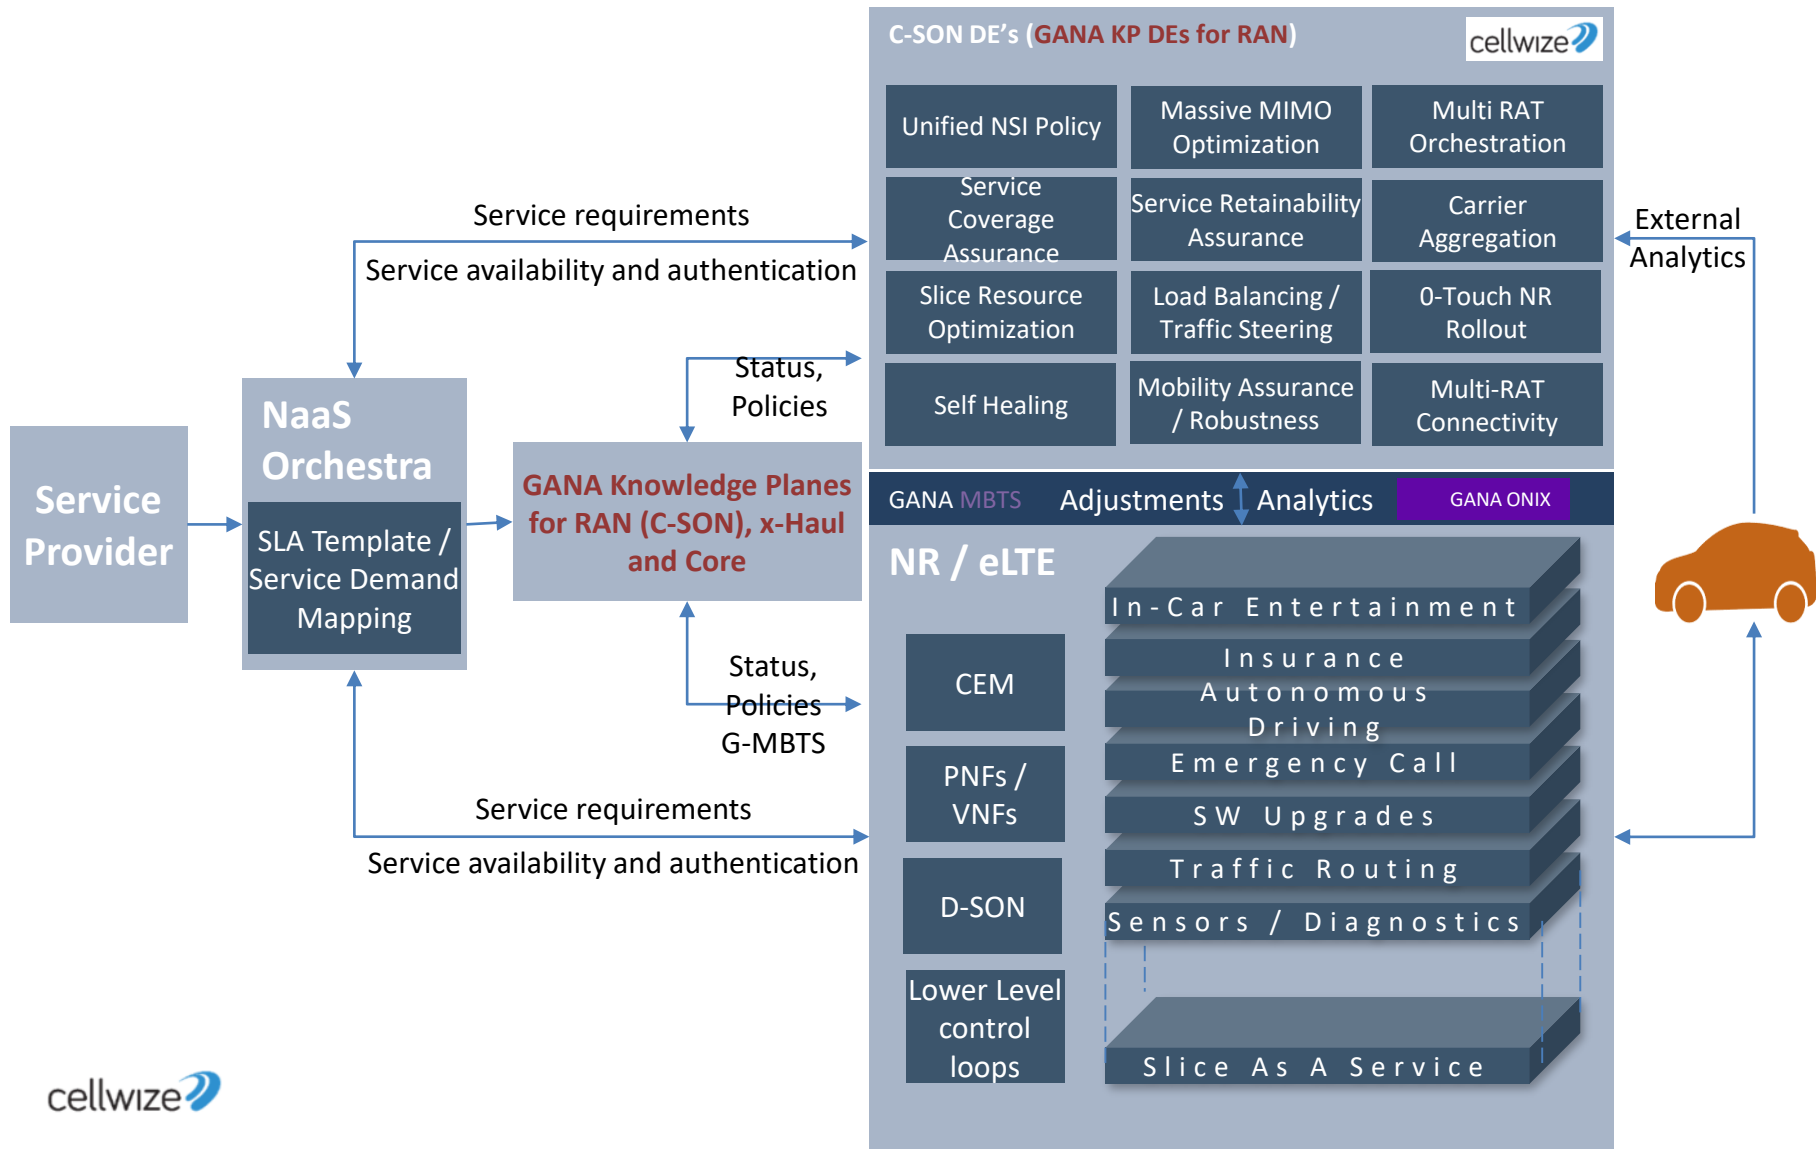 C-SON DE's (GANA KP DEs for RAN)
cellwize
Unified NSI Policy
Massive MIMO
Optimization
Multi RAT
Orchestration
Service
Coverage
Assurance
Service Retainability
Assurance
Carrier
Aggregation
Slice Resource
Optimization
Load Balancing /
Traffic Steering
0-Touch NR
Rollout
Self Healing
Mobility Assurance
/ Robustness
Multi-RAT
Connectivity
Service requirements
Service availability and authentication
External
Analytics
Status,
Policies
NaaS
Orchestra
SLA Template /
Service Demand
Mapping
Service
Provider
GANA Knowledge Planes
for RAN (C-SON), x-Haul
and Core
GANA MBTS
Adjustments
Analytics
GANA ONIX
NR / eLTE
CEM
PNFs /
VNFs
D-SON
Lower Level
control
loops
In-Car Entertainment
Insurance
Autonomous
Driving
Emergency Call
SW Upgrades
Traffic Routing
Sensors / Diagnostics
Slice As A Service
Status,
Policies
G-MBTS
Service requirements
Service availability and authentication
cellwize